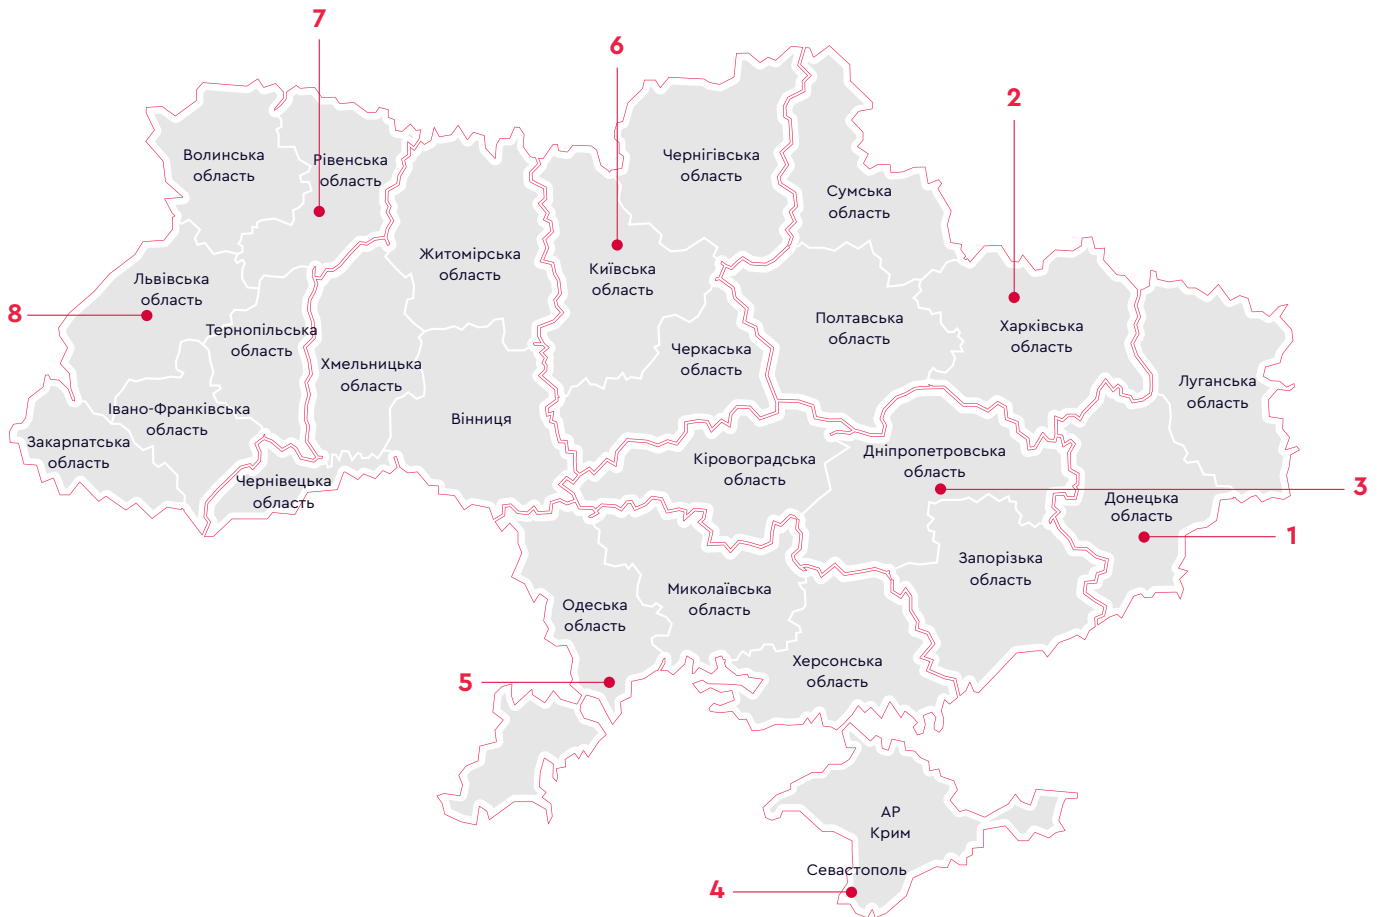 7
6
2
Чернігівська
область
Волинська
область
Рівенська
область
Сумська
область
Житомірська
область
Київська
область
Львівська
область
8
Тернопільська
область
Полтавська
область
Харківська
область
Черкаська
область
Хмельницька
область
Луганська
область
Івано-Франківська
область
Вінниця
Закарпатська
область
Кіровоградська
область
Дніпропетровська
область
3
Чернівецька
область
Донецька
область
1
Запорізька
область
Миколаївська
область
Одеська
область
5
Херсонська
область
АР
Крим
Севастополь
4